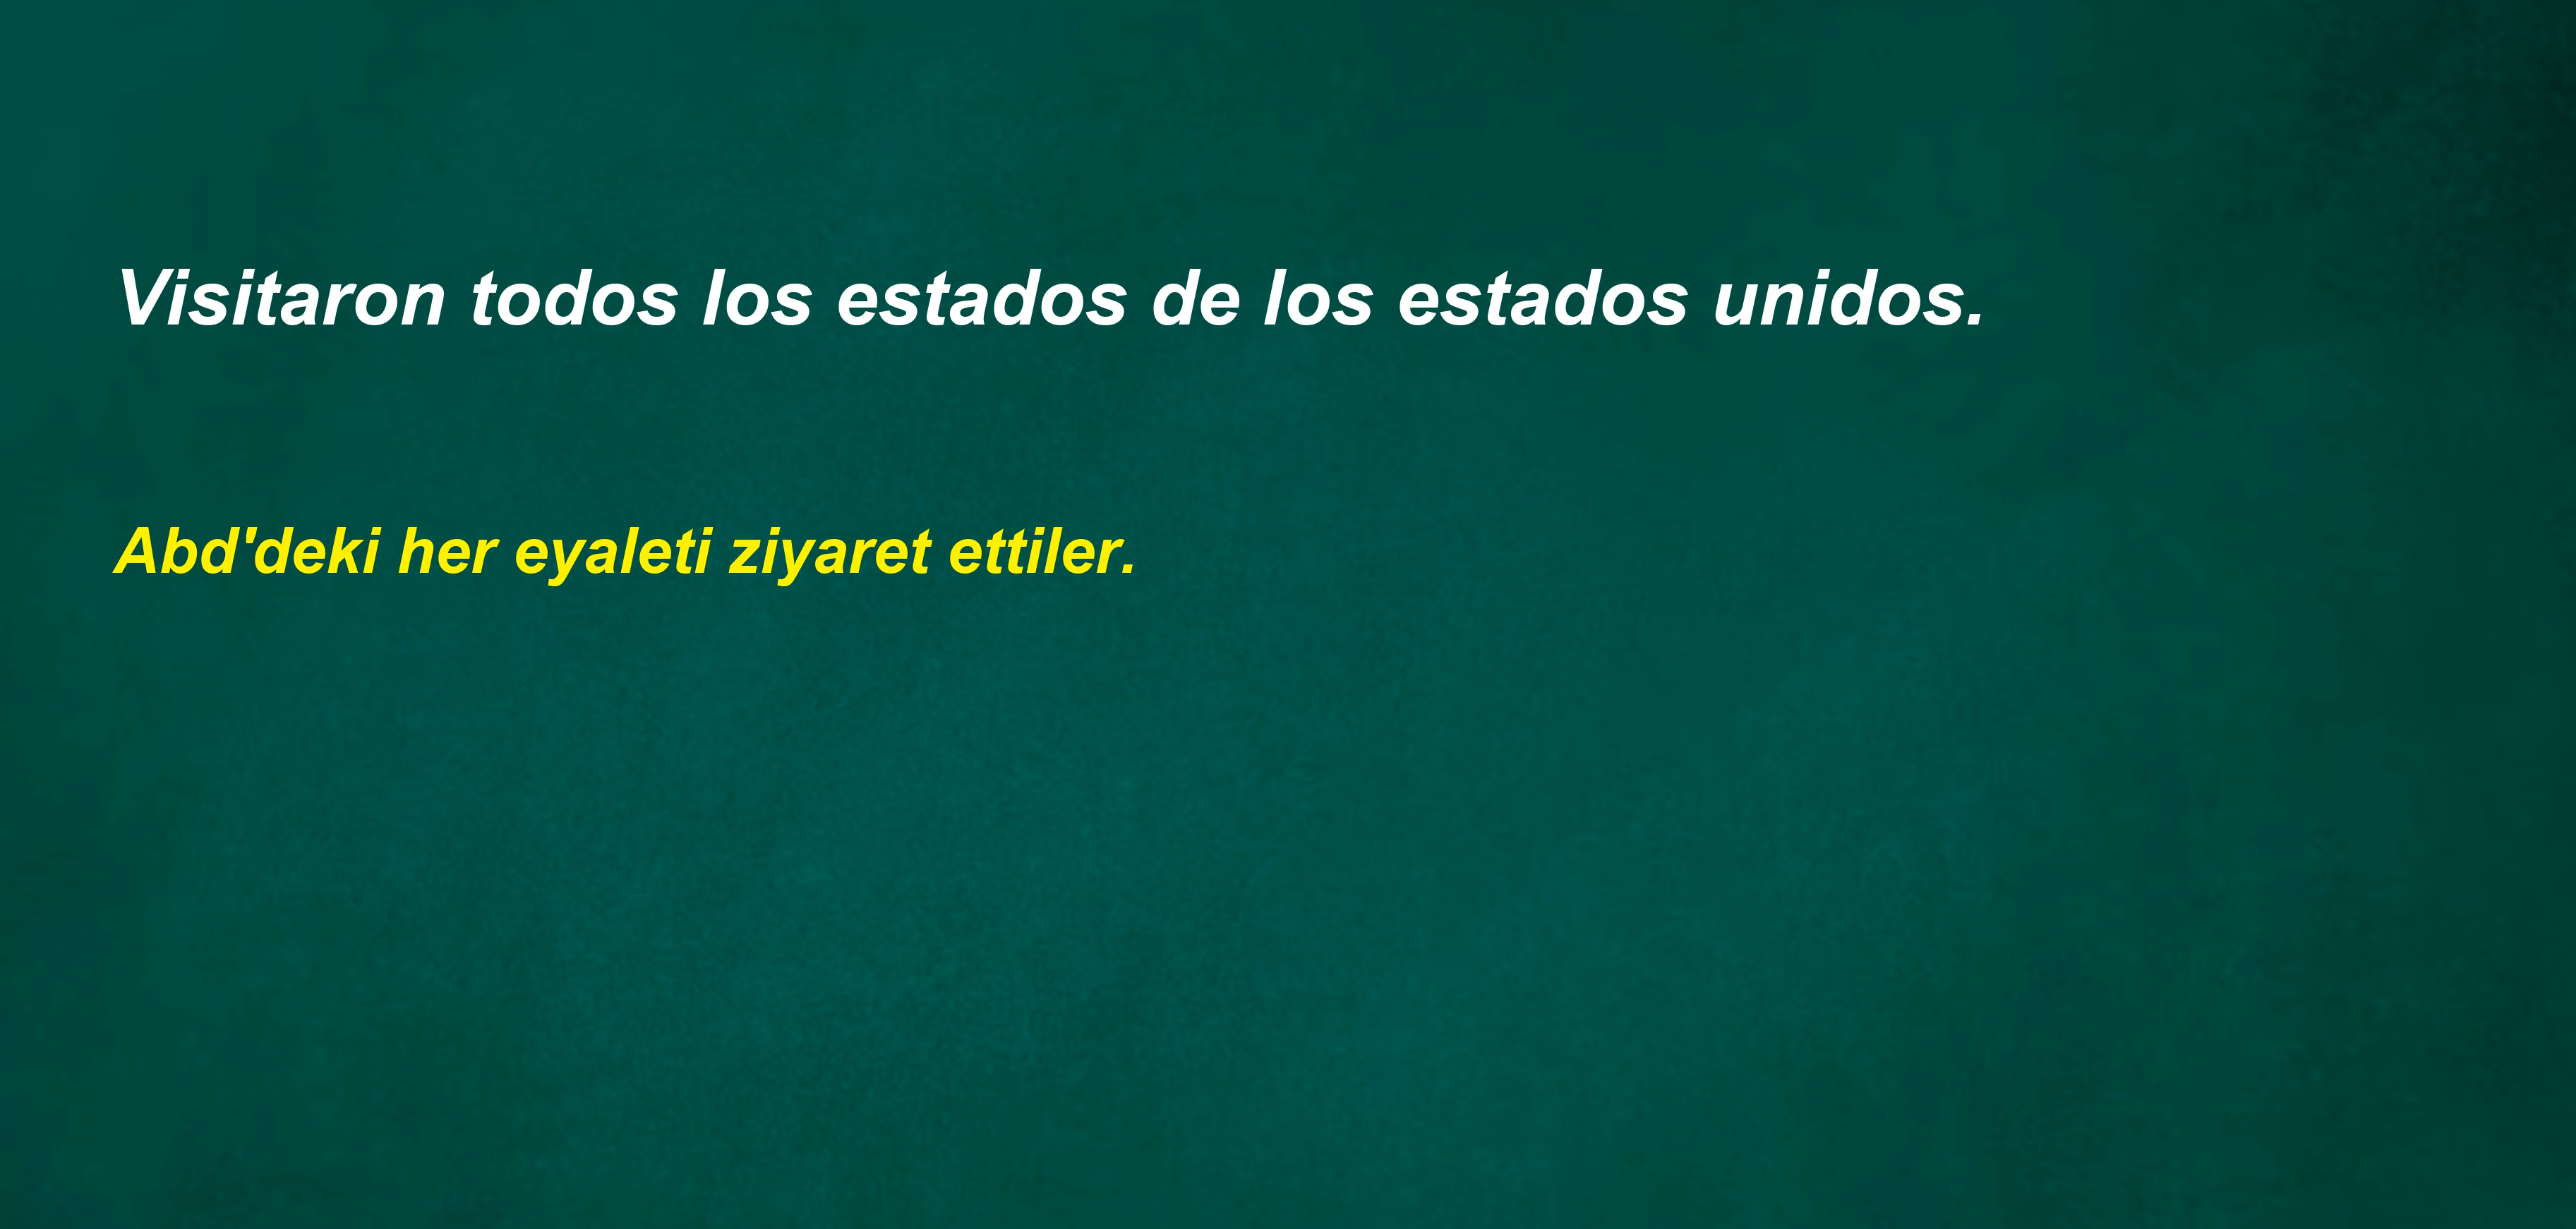 Visitaron todos los estados de los estados unidos.
Abd'deki her eyaleti ziyaret ettiler.